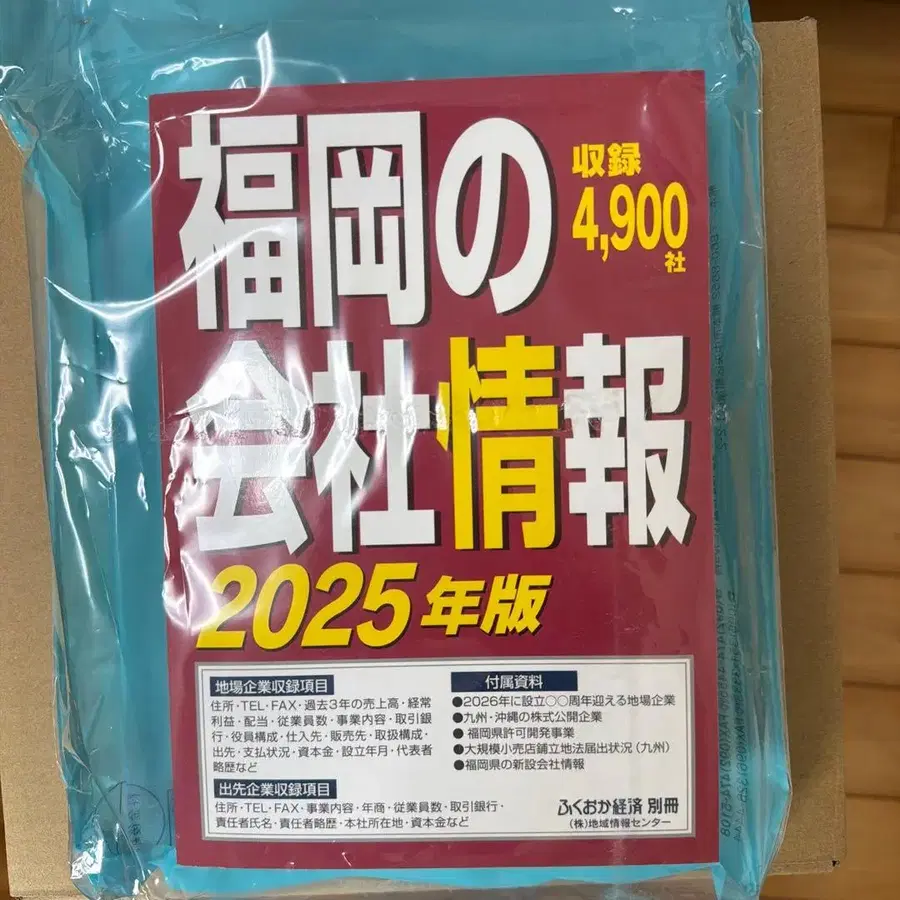 福岡の
収録
4,900
社
会社情報
2025年版
地場企業収録項目
住所・TEL・FAX・過去3年の売上高・経常
利益・配当・従業員数・事業内容・取引銀
行・役員構成・仕入先・販売先・取扱構成・
出先・支払状況・資本金・設立年月・代表者
略歴など
出先企業収録項目
住所・TEL・FAX・事業内容・年商・従業員数・取引銀行・
責任者氏名・責任者略歴・本社所在地・資本金など
付属資料
●2026年に設立○○周年迎える地場企業
●九州・沖縄の株式公開企業
●福岡県許可開発事業
●大規模小売店舗立地法届出状況（九州）
●福岡県の新設会社情報
ふくおか経済 別冊
（株）地域情報センター